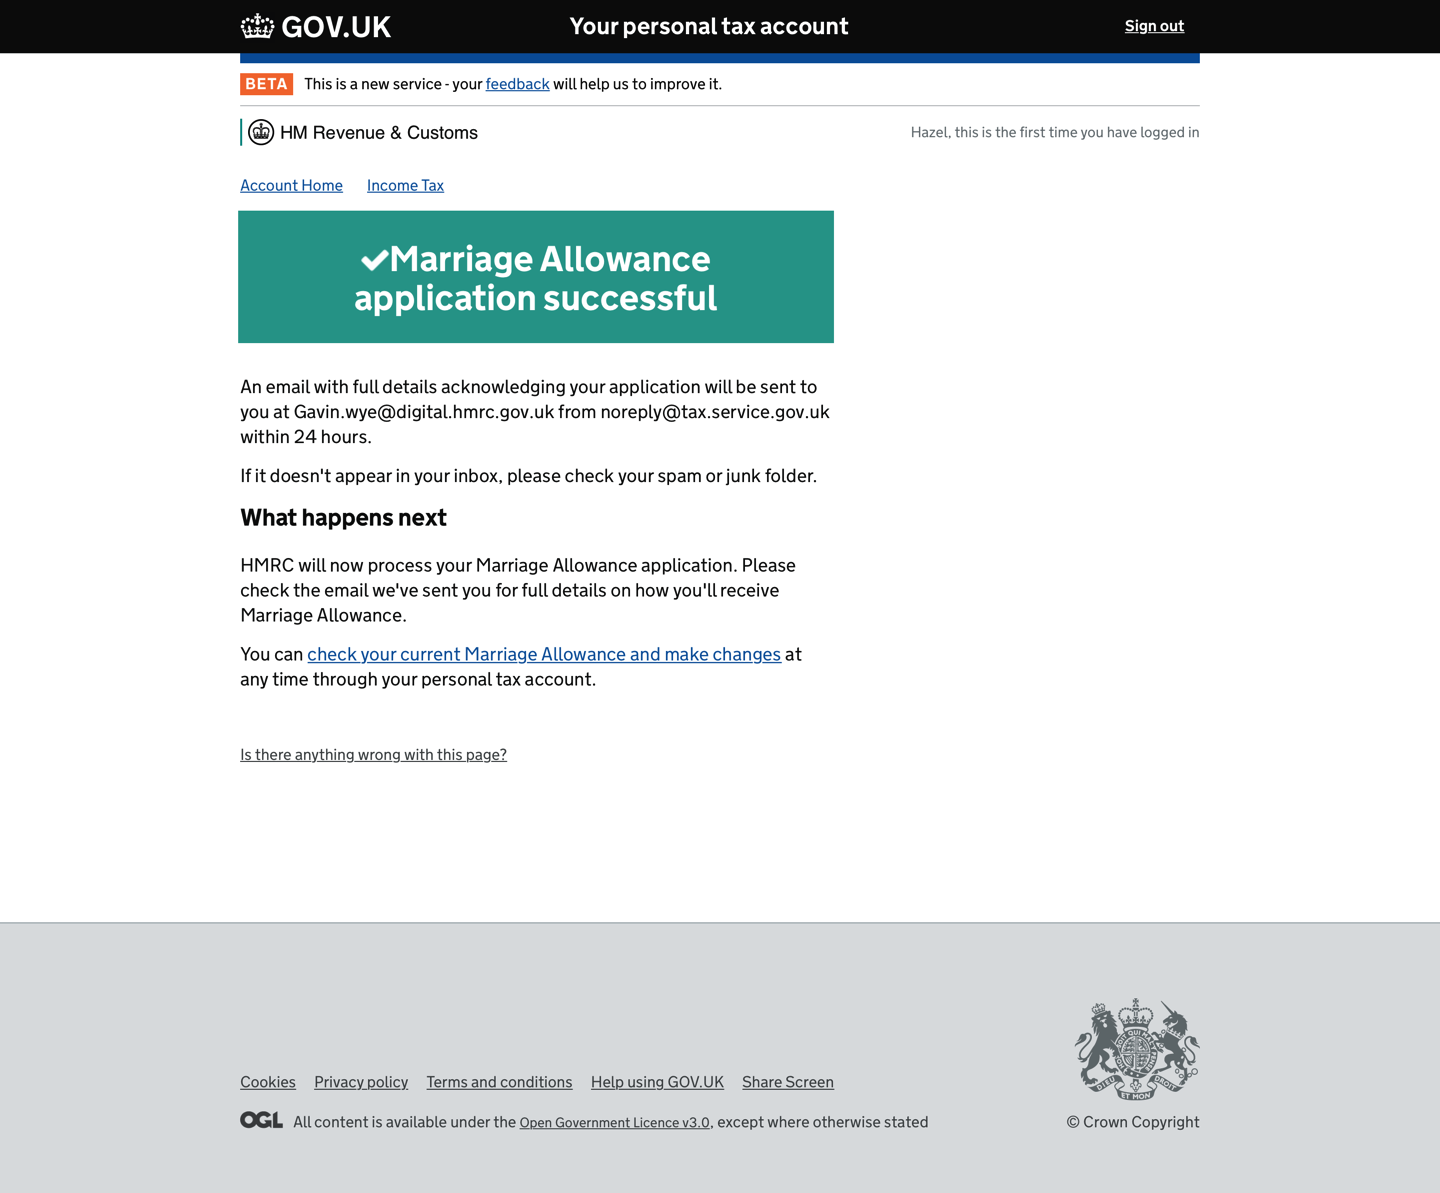 GOV.UK
Your personal tax account
Sign out
BETA This is a new service - your feedback will help us to improve it.
HM Revenue & Customs
Hazel, this is the first time you have logged in
Account Home Income Tax
Marriage Allowance
application successful
An email with full details acknowledging your application will be sent to
you at Gavin.wye@digital.hmrc.gov.uk from noreply@tax.service.gov.uk
within 24 hours.
If it doesn't appear in your inbox, please check your spam or junk folder.
What happens next
HMRC will now process your Marriage Allowance application. Please
check the email we've sent you for full details on how you'll receive
Marriage Allowance.
You can check your current Marriage Allowance and make changes at
any time through your personal tax account.
Is there anything wrong with this page?
Cookies Privacy policy Terms and conditions Help using GOV.UK Share Screen
OGL All content is available under the Open Government Licence v3.0, except where otherwise stated
DIEU ET MON DROIT
© Crown Copyright